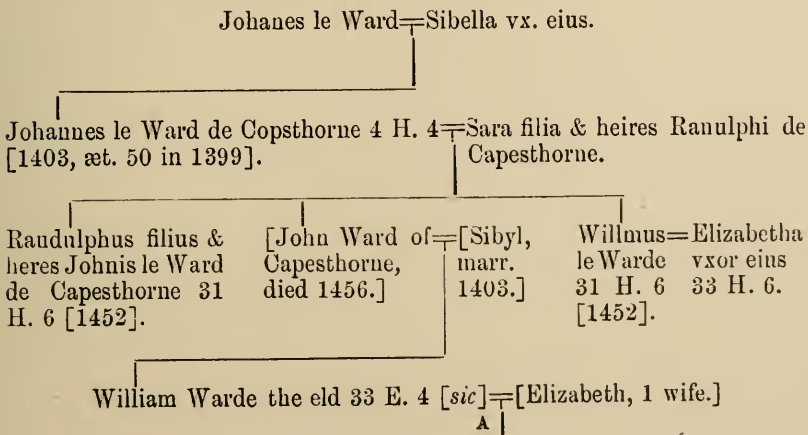 Johanes le Ward=Sibella vx. eius.
Johannes le Ward de Copsthorne 4 H. 4=Sara filia & heires Ranulphi de
[1403, æt. 50 in 1399]. Capesthorne.
Raudulphus filius &
heres Johnis le Ward
de Capesthorne 31
H. 6 [1452].
[John Ward of=[Sibyl,
Capesthorne, marr.
died 1456.] 1403.]
Willmus=Elizabetha
le Warde vxor eius
31 H. 6 33 H. 6.
[1452].
William Warde the eld 33 E. 4 [sic]=[Elizabeth, 1 wife.]
A